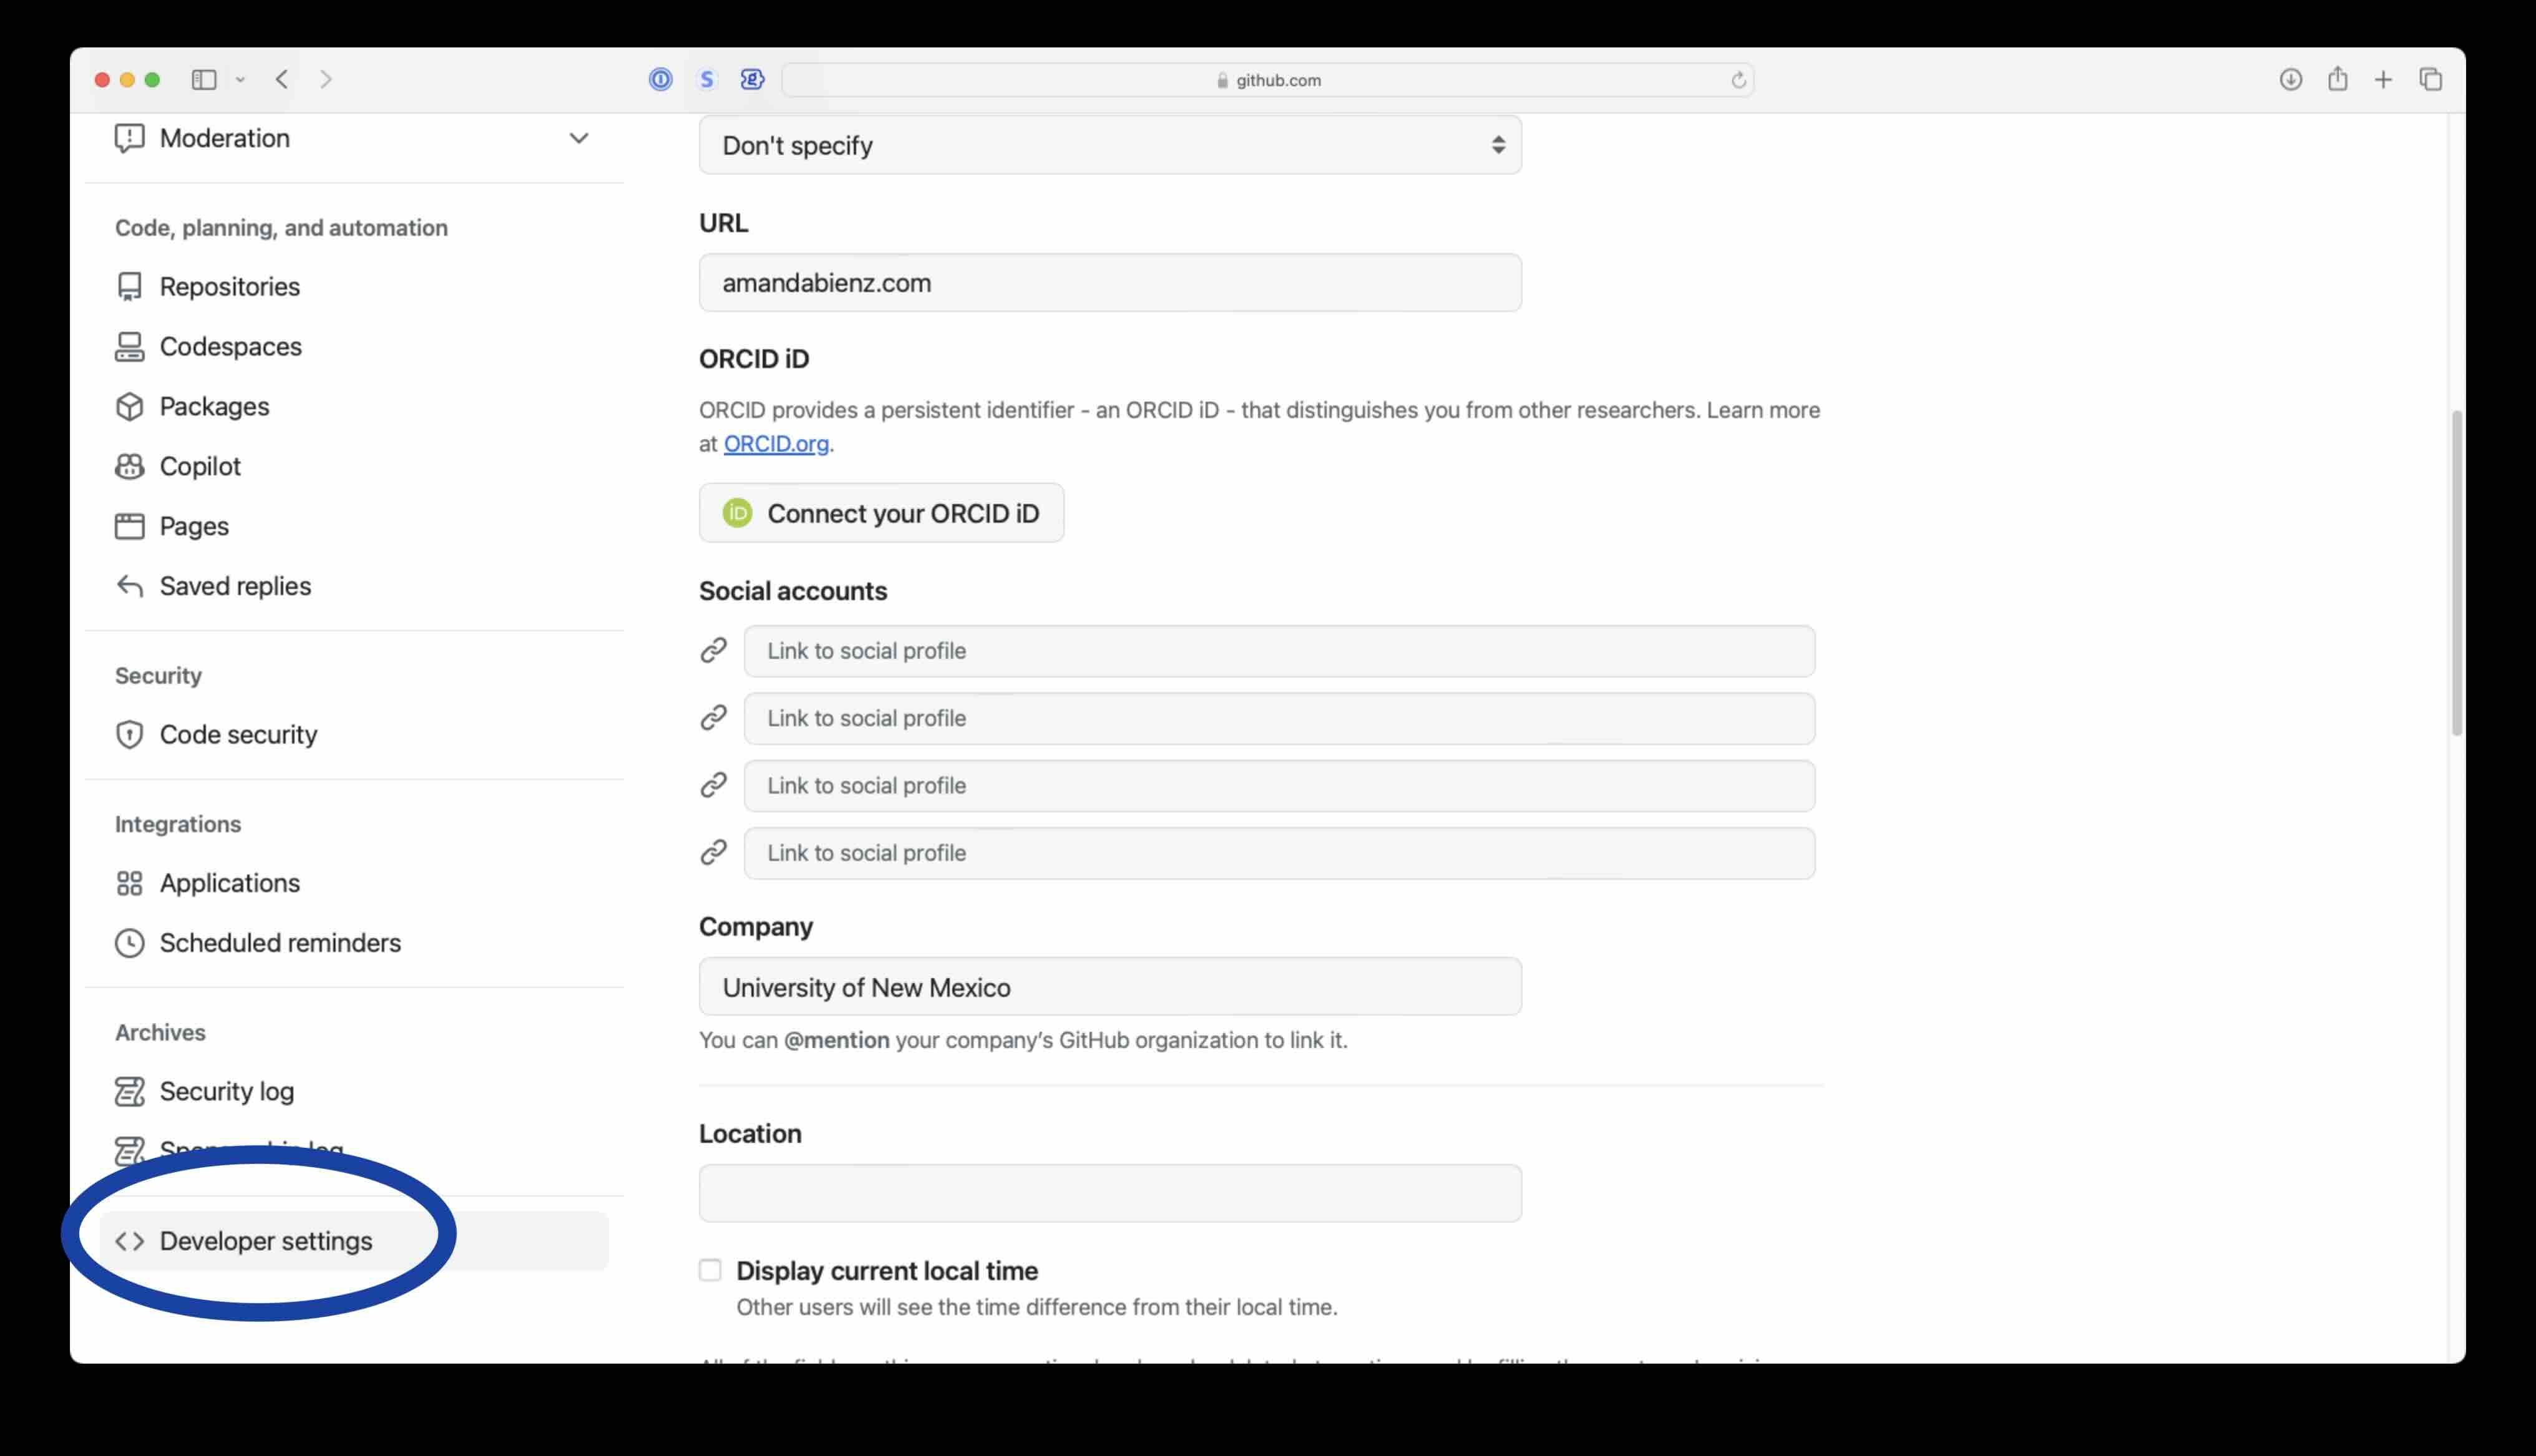 github.com
Moderation
Code, planning, and automation
Repositories
Codespaces
Packages
Copilot
Pages
Saved replies
Security
Code security
Integrations
Applications
Scheduled reminders
Archives
Security log
Sponsorship log
Developer settings
Don't specify
URL
amandabienz.com
ORCID iD
ORCID provides a persistent identifier - an ORCID iD - that distinguishes you from other researchers. Learn more
at ORCID.org.
iD Connect your ORCID iD
Social accounts
Link to social profile
Link to social profile
Link to social profile
Link to social profile
Company
University of New Mexico
You can @mention your company's GitHub organization to link it.
Location
Display current local time
Other users will see the time difference from their local time.